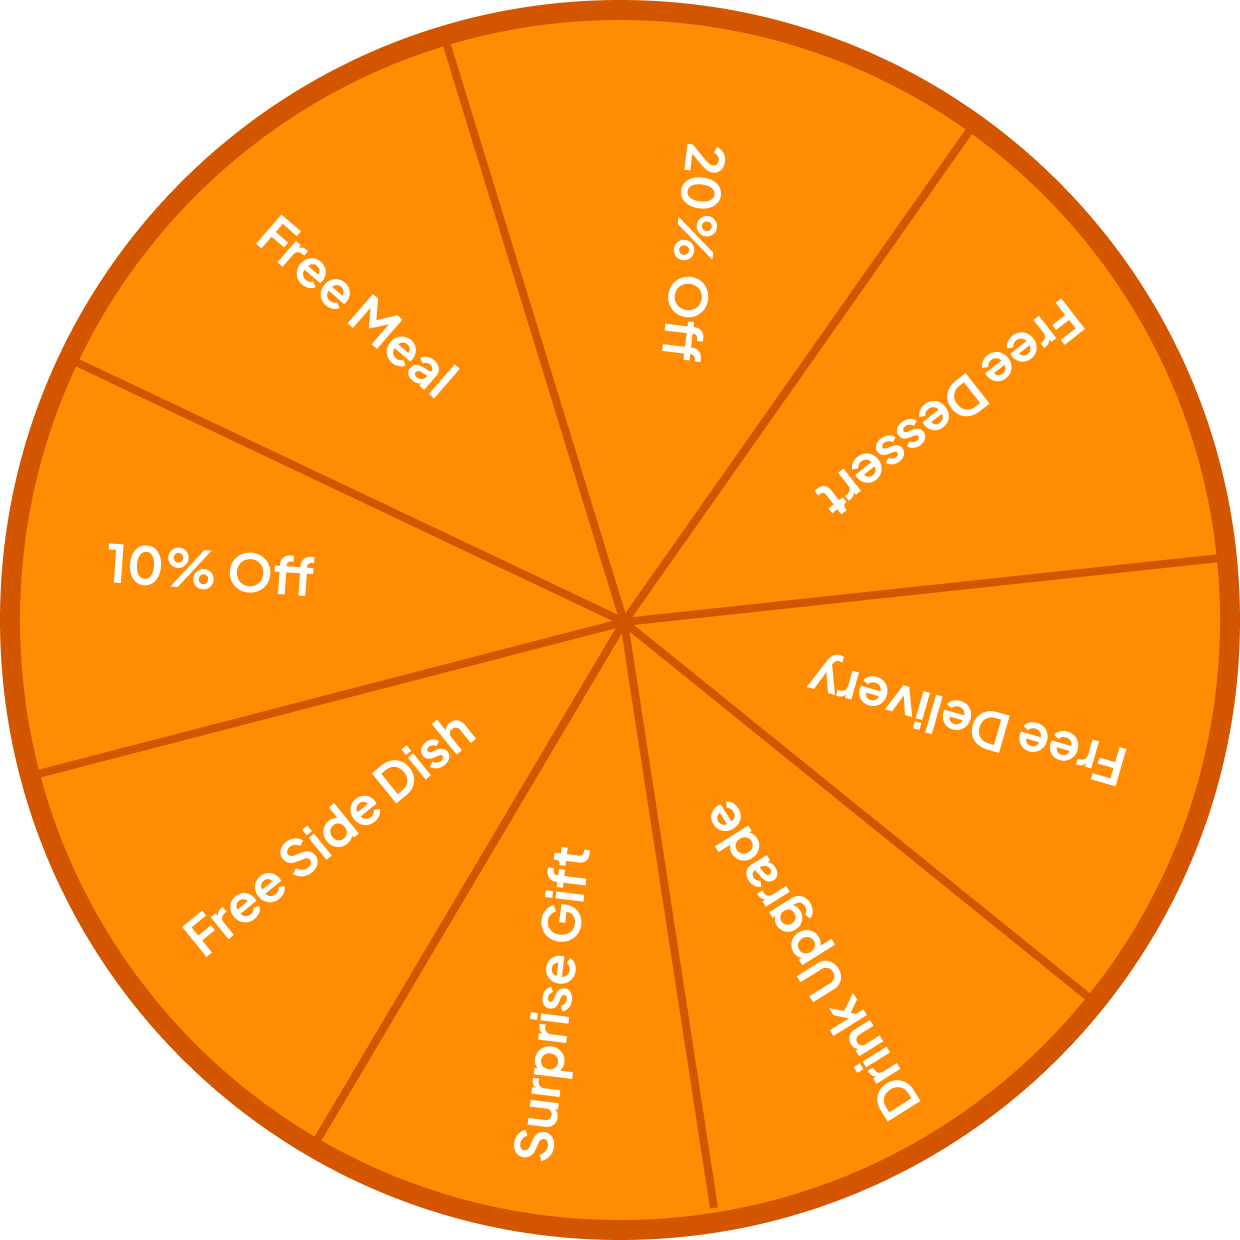 20% Off
Free Dessert
Free Delivery
Drink Upgrade
Surprise Gift
Free Side Dish
10% Off
Free Meal